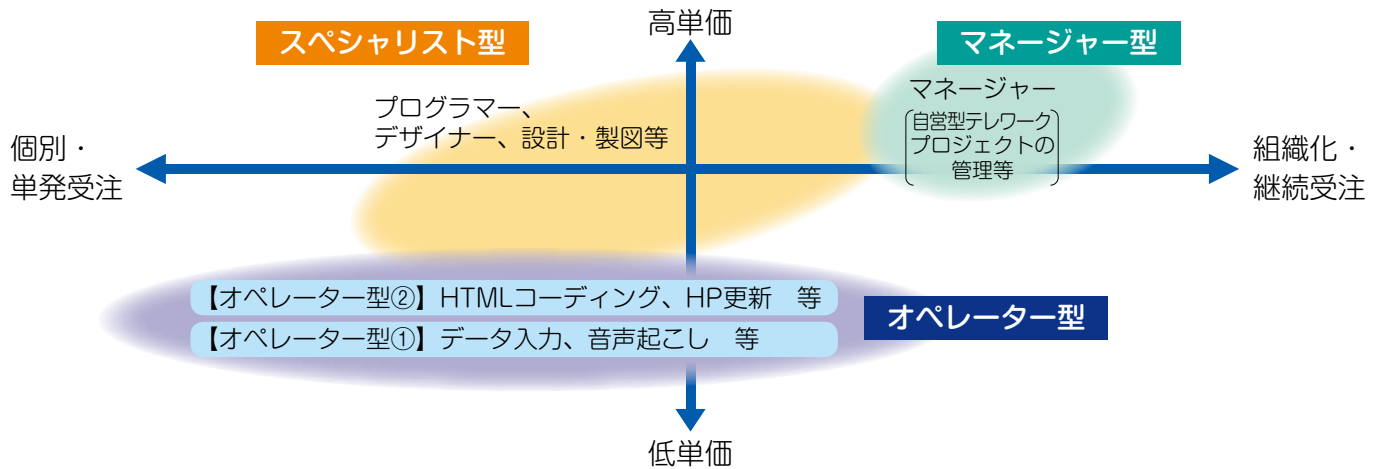 高単価
スペシャリスト型
マネージャー型
プログラマー、
デザイナー、設計・製図等
マネージャー
自営型テレワーク
プロジェクトの
管理等
個別・
単発受注
組織化・
継続受注
【オペレーター型②】HTMLコーディング、HP更新　等
【オペレーター型①】データ入力、音声起こし　等
オペレーター型
低単価